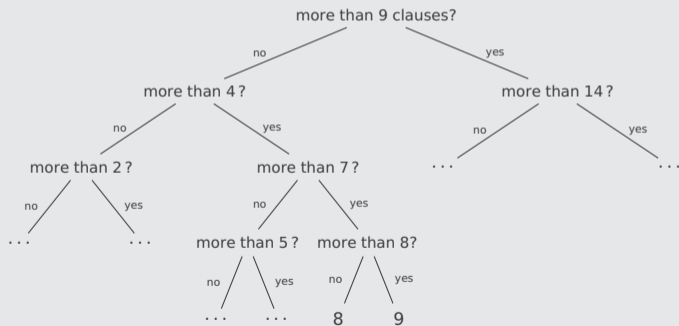 more than 9 clauses?
no yes
more than 4? more than 14?
no yes no yes
more than 2? more than 7? ... ...
no yes no yes
... ... more than 5? more than 8?
no yes no yes
... ... 8 9